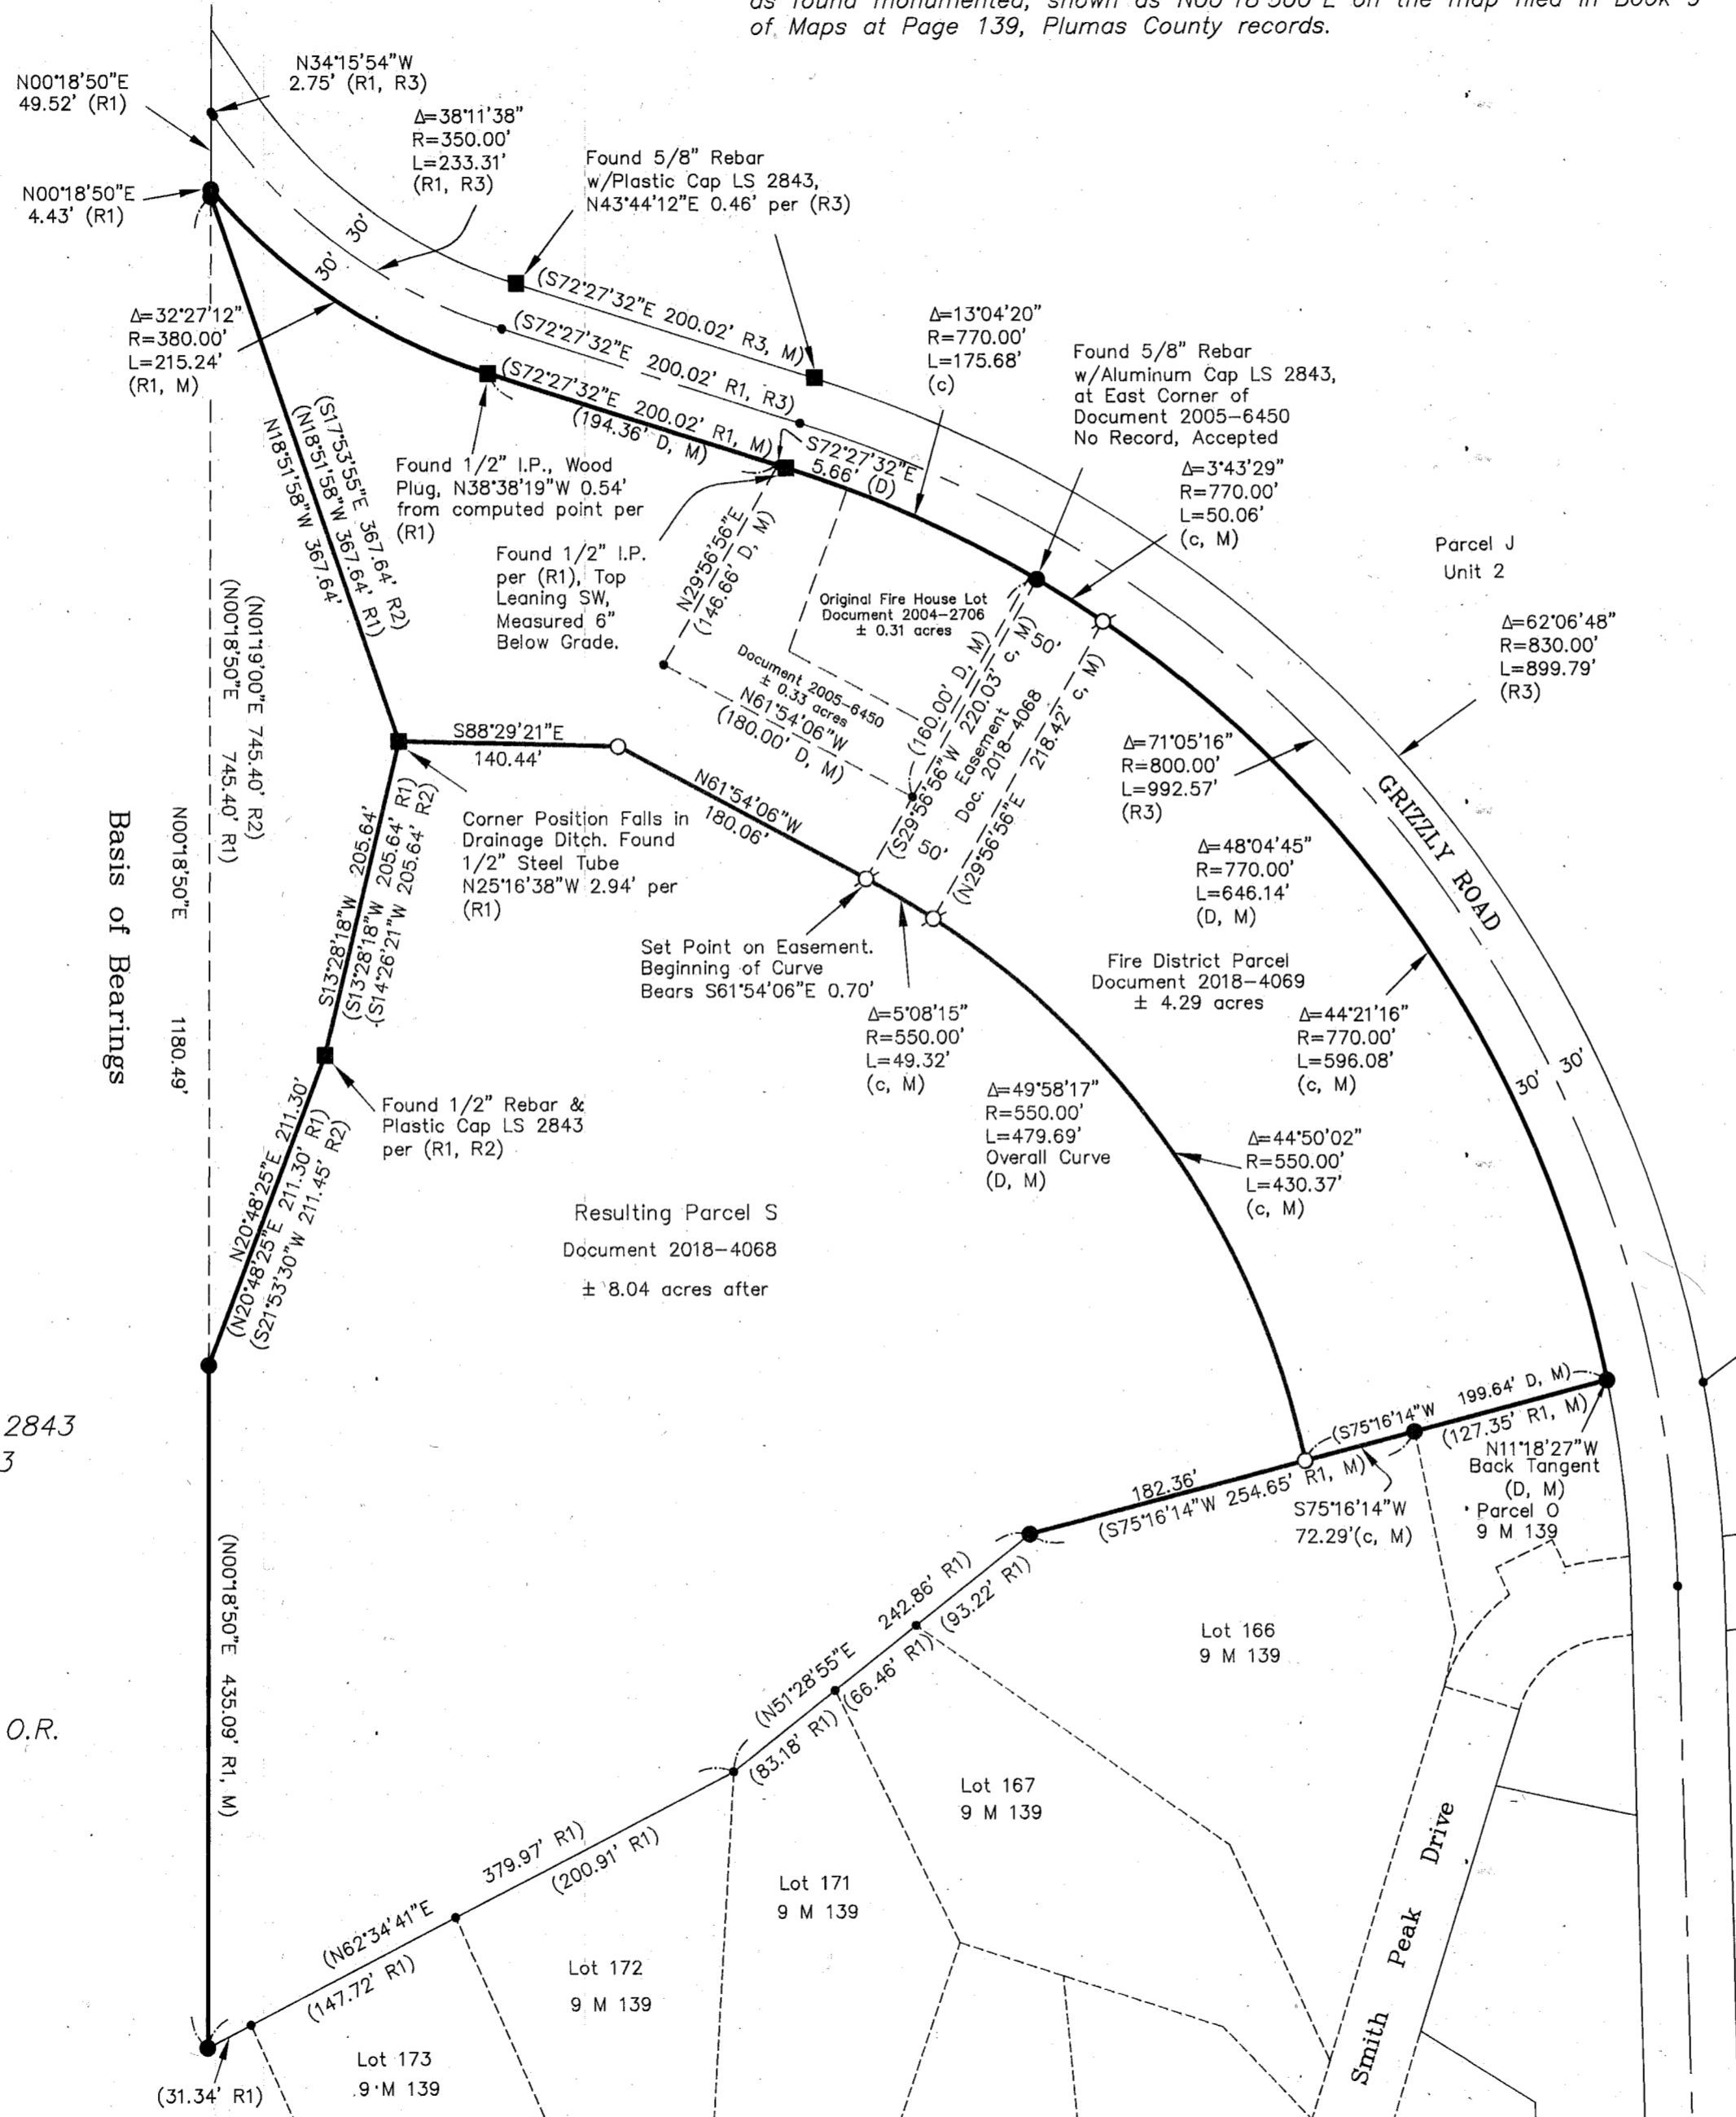 of Maps at Page 139, Plumas County records.
N00°18'50"E
49.52' (R1)
N34°15'54"W
2.75' (R1, R3)
Δ=38°11'38"
R=350.00'
L=233.31'
(R1, R3)
Found 5/8" Rebar
w/Plastic Cap LS 2843,
N43°44'12"E 0.46' per (R3)
N00°18'50"E
4.43' (R1)
30'
30'
(S72°27'32"E 200.02' R3, M)
(S72°27'32"E 200.02' R1, R3)
(S72°27'32"E 200.02' R1, M)
(194.36' D, M)
Δ=32°27'12"
R=380.00'
L=215.24'
(R1, M)
Δ=13°04'20"
R=770.00'
L=175.68'
(c)
Found 5/8" Rebar
w/Aluminum Cap LS 2843,
at East Corner of
Document 2005-6450
No Record, Accepted
S72°27'32"E
5.66' (D)
Δ=3°43'29"
R=770.00'
L=50.06'
(c, M)
(S17°53'55"E 367.64' R2)
(N18°51'58"W 367.64' R1)
N18°51'58"W 367.64'
Found 1/2" I.P., Wood
Plug, N38°38'19"W 0.54'
from computed point per
(R1)
Found 1/2" I.P.
per (R1), Top
Leaning SW,
Measured 6"
Below Grade.
N29°56'56"E
(146.66' D, M)
Original Fire House Lot
Document 2004-2706
± 0.31 acres
Parcel J
Unit 2
Δ=62°06'48"
R=830.00'
L=899.79'
(R3)
(N01°19'00"E 745.40' R2)
(N00°18'50"E 745.40' R1)
Document 2005-6450
± 0.33 acres
N61°54'06"W
(180.00' D, M)
(160.00' D, M)
(S29°56'56"W 220.03' c, M)
50'
Easement
Doc. 2018-4068
50'
(N29°56'56"E 218.42' c, M)
S88°29'21"E
140.44'
N61°54'06"W
180.06'
Δ=71°05'16"
R=800.00'
L=992.57'
(R3)
GRIZZLY ROAD
Basis of Bearings
N00°18'50"E 1180.49'
Corner Position Falls in
Drainage Ditch. Found
1/2" Steel Tube
N25°16'38"W 2.94' per
(R1)
S13°28'18"W 205.64'
(S13°28'18"W 205.64' R1)
(S14°26'21"W 205.64' R2)
Δ=48°04'45"
R=770.00'
L=646.14'
(D, M)
Set Point on Easement.
Beginning of Curve
Bears S61°54'06"E 0.70'
Fire District Parcel
Document 2018-4069
± 4.29 acres
Δ=5°08'15"
R=550.00'
L=49.32'
(c, M)
Δ=44°21'16"
R=770.00'
L=596.08'
(c, M)
30'
30'
Found 1/2" Rebar &
Plastic Cap LS 2843
per (R1, R2)
Δ=49°58'17"
R=550.00'
L=479.69'
Overall Curve
(D, M)
Δ=44°50'02"
R=550.00'
L=430.37'
(c, M)
N20°48'25"E 211.30'
(N20°48'25"E 211.30' R1)
(S21°53'30"W 211.45' R2)
Resulting Parcel S
Document 2018-4068
± 8.04 acres after
2843
3
(S75°16'14"W 199.64' D, M)
(127.35' R1, M)
182.36'
(S75°16'14"W 254.65' R1, M)
S75°16'14"W
72.29'(c, M)
N11°18'27"W
Back Tangent
(D, M)
Parcel O
9 M 139
(N00°18'50"E 435.09' R1, M)
(N51°28'55"E 242.86' R1)
(93.22' R1)
(66.46' R1)
(83.18' R1)
Lot 166
9 M 139
O.R.
Lot 167
9 M 139
Smith Peak Drive
(N62°34'41"E 379.97' R1)
(200.91' R1)
(147.72' R1)
(31.34' R1)
Lot 171
9 M 139
Lot 172
9 M 139
Lot 173
9 M 139